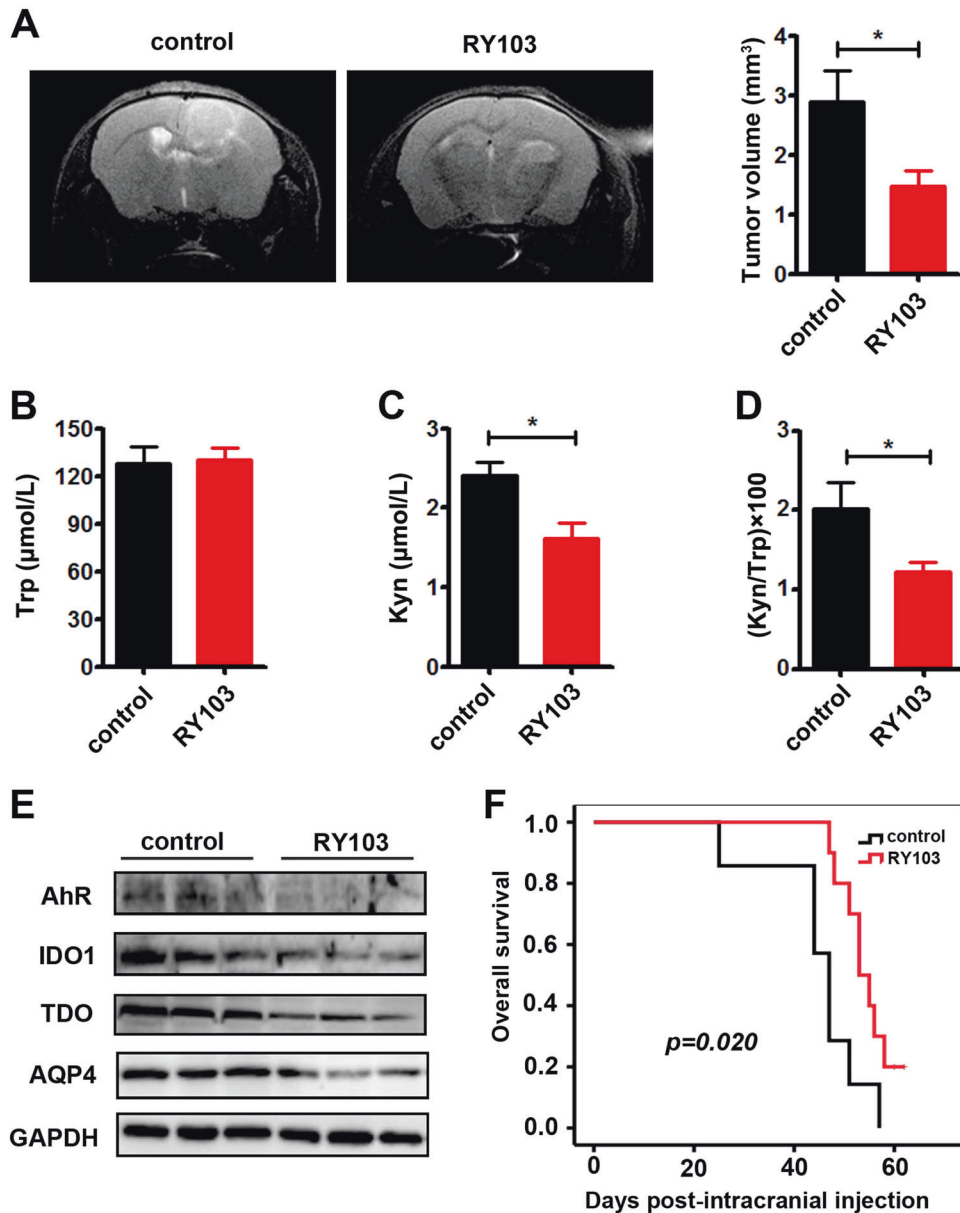 A
control
RY103
Tumor volume (mm³)
4
3
2
1
0
*
control
RY103
B
Trp (µmol/L)
150
120
90
60
30
0
control
RY103
C
Kyn (µmol/L)
3
2
1
0
*
control
RY103
D
(Kyn/Trp)×100
3
2
1
0
*
control
RY103
E
control
RY103
AhR
IDO1
TDO
AQP4
GAPDH
F
Overall survival
1.0
0.8
0.6
0.4
0.2
0.0
control
RY103
p=0.020
0
20
40
60
Days post-intracranial injection